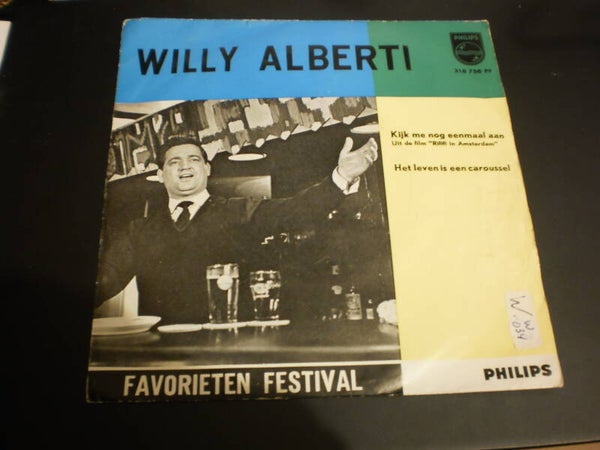 WILLY ALBERTI
PHILIPS
318 758 PF
Kijk me nog eenmaal aan
Uit de film "Rififi in Amsterdam"
Het leven is een caroussel
W.
W
034
FAVORIETEN FESTIVAL
PHILIPS